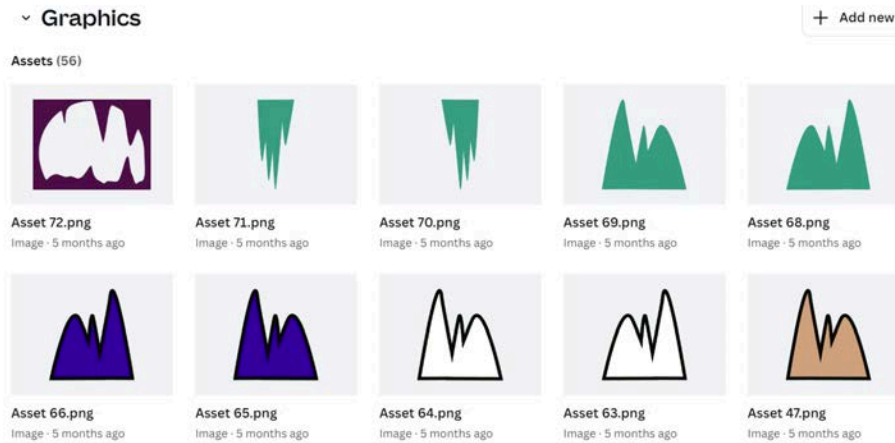 Graphics
+ Add new
Assets (56)
Asset 72.png
Image · 5 months ago
Asset 71.png
Image · 5 months ago
Asset 70.png
Image · 5 months ago
Asset 69.png
Image · 5 months ago
Asset 68.png
Image · 5 months ago
Asset 66.png
Image · 5 months ago
Asset 65.png
Image · 5 months ago
Asset 64.png
Image · 5 months ago
Asset 63.png
Image · 5 months ago
Asset 47.png
Image · 5 months ago